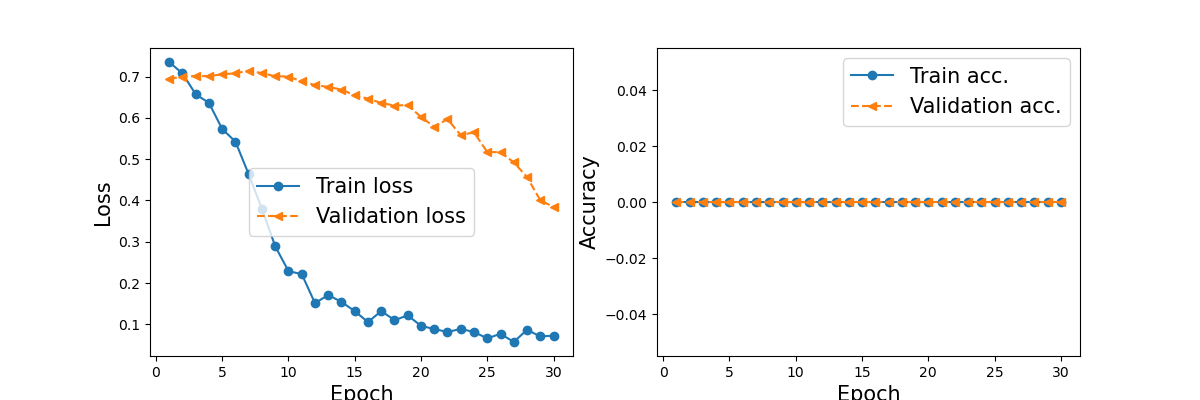 0.7
0.6
0.5
0.4
0.3
0.2
0.1
Loss
Train loss
Validation loss
0 5 10 15 20 25 30
Epoch
0.04
0.02
0.00
−0.02
−0.04
Accuracy
Train acc.
Validation acc.
0 5 10 15 20 25 30
Epoch